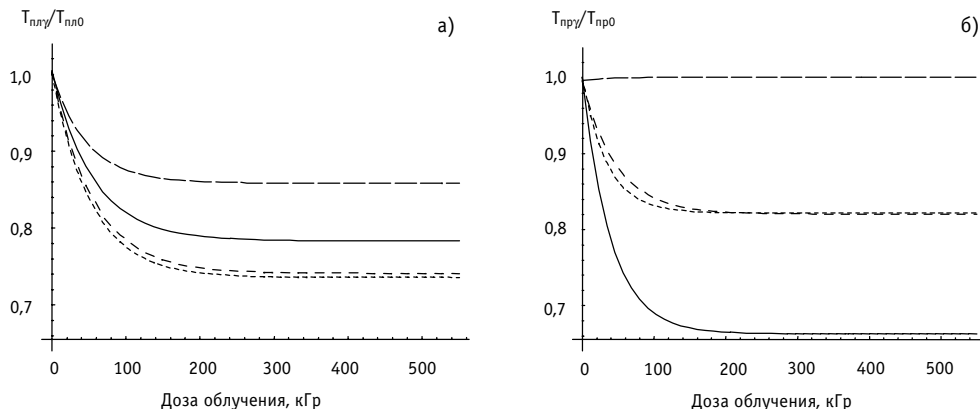 Tплγ/Tпл0
а)
1,0
0,9
0,8
0,7
0 100 200 300 400 500
Доза облучения, кГр
Tпрγ/Tпр0
б)
1,0
0,9
0,8
0,7
0 100 200 300 400 500
Доза облучения, кГр